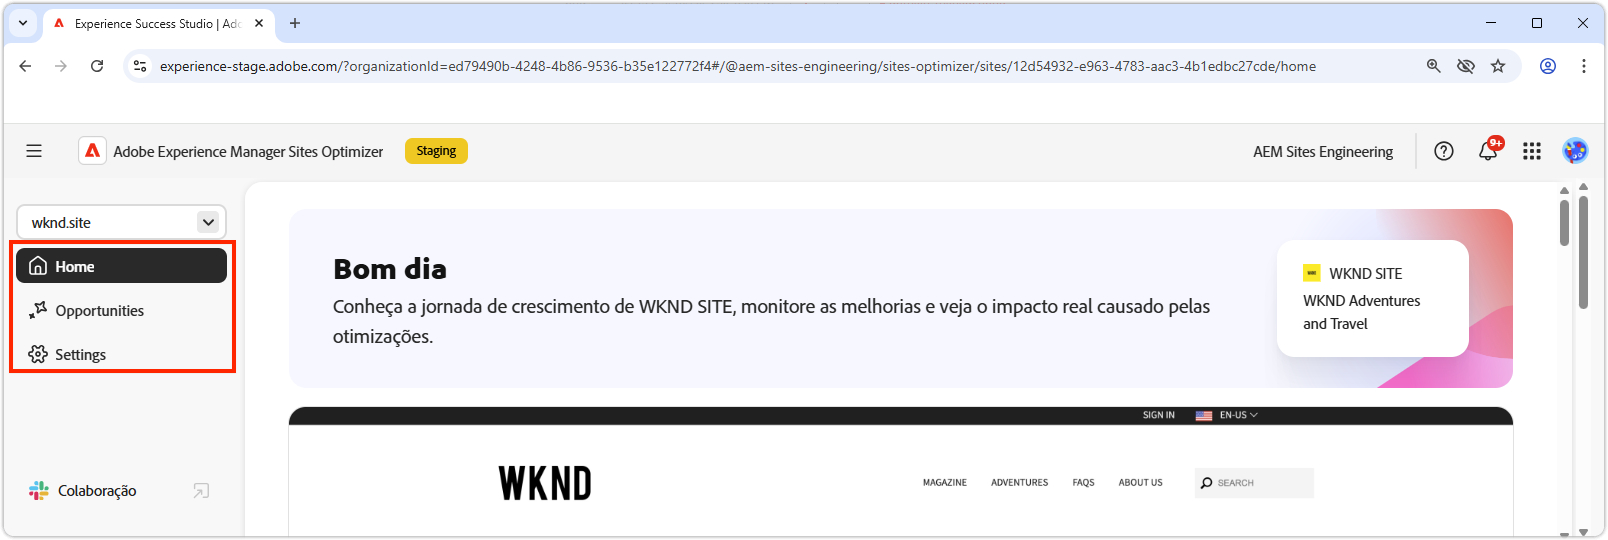 Experience Success Studio | Ado
experience-stage.adobe.com/?organizationId=ed79490b-4248-4b86-9536-b35e122772f4#/@aem-sites-engineering/sites-optimizer/sites/12d54932-e963-4783-aac3-4b1edbc27cde/home
Adobe Experience Manager Sites Optimizer
Staging
AEM Sites Engineering
9+
wknd.site
Home
Opportunities
Settings
Colaboração
Bom dia
Conheça a jornada de crescimento de WKND SITE, monitore as melhorias e veja o impacto real causado pelas
otimizações.
WKND SITE
WKND Adventures
and Travel
SIGN IN
EN-US
WKND
MAGAZINE
ADVENTURES
FAQS
ABOUT US
SEARCH